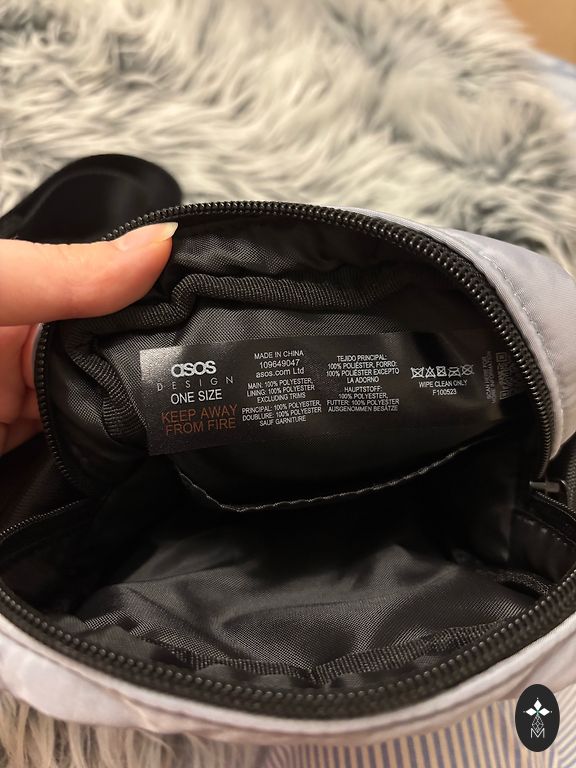 asos
DESIGN
ONE SIZE
KEEP AWAY
FROM FIRE
MADE IN CHINA
109649047
asos.com Ltd
MAIN: 100% POLYESTER,
LINING: 100% POLYESTER,
EXCLUDING TRIMS
PRINCIPAL: 100% POLYESTER,
DOUBLURE: 100% POLYESTER,
SAUF GARNITURE
TEJIDO PRINCIPAL:
100% POLIÉSTER, FORRO:
100% POLIÉSTER EXCEPTO
LA ADORNO
HAUPTSTOFF:
100% POLYESTER,
FUTTER: 100% POLYESTER,
AUSGENOMMEN BESÄTZE
WIPE CLEAN ONLY
F100523
M